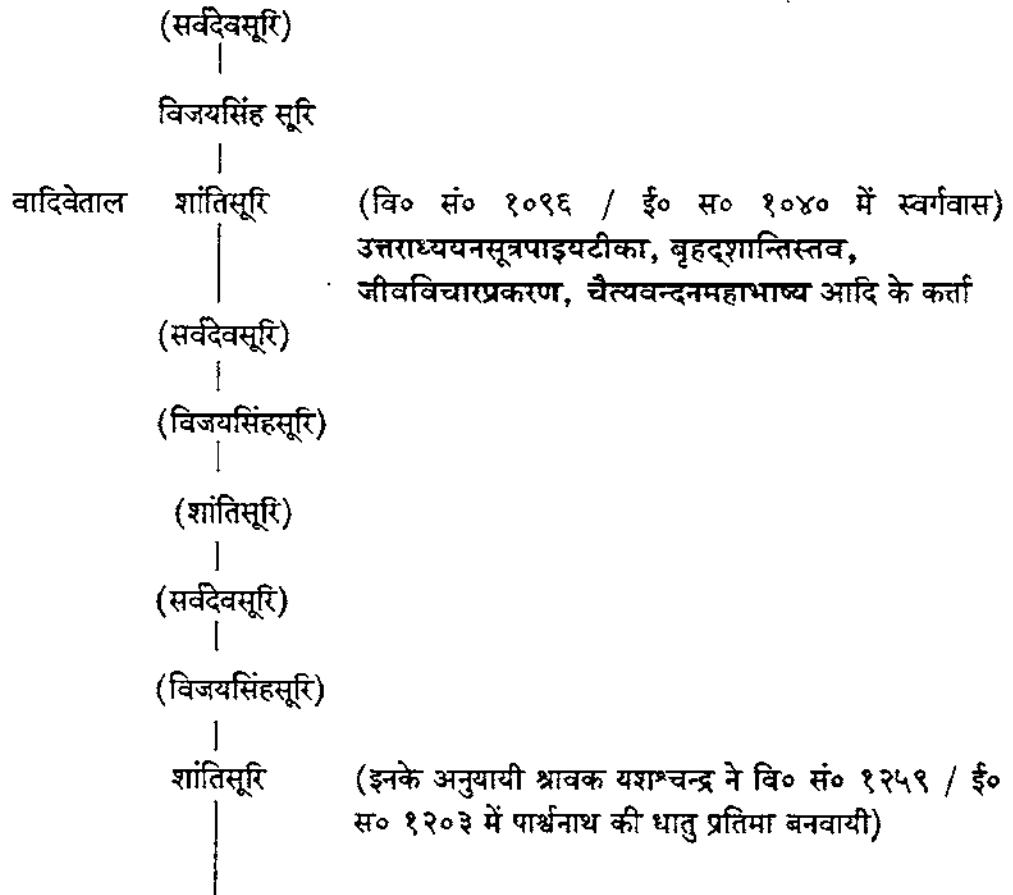 (सर्वदेवसूरि)
विजयसिंह सूरि
वादिवेताल शांतिसूरि (वि० सं० १०९६ / ई० स० १०४० में स्वर्गवास)
उत्तराध्ययनसूत्रपाइयटीका, बृहद्शान्तिस्तव,
जीवविचारप्रकरण, चैत्यवन्दनमहाभाष्य आदि के कर्त्ता
(सर्वदेवसूरि)
(विजयसिंहसूरि)
(शांतिसूरि)
(सर्वदेवसूरि)
(विजयसिंहसूरि)
शांतिसूरि (इनके अनुयायी श्रावक यशश्चन्द्र ने वि० सं० १२५९ / ई०
स० १२०३ में पार्श्वनाथ की धातु प्रतिमा बनवायी)